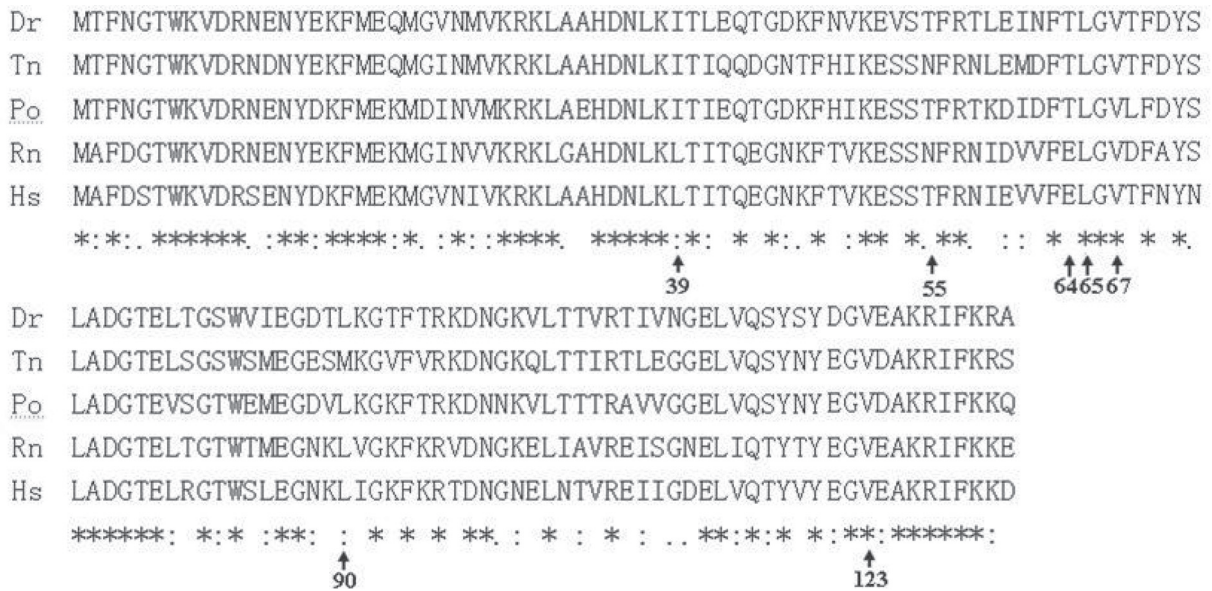 Dr MTFNGTWKVDRNENYEKFMEQMGVNMVKRKLAAHDNLKITLEQTGDKFNVKEVSTFRTLEINFTLGVTFDYS
Tn MTFNGTWKVDRNDNYEKFMEQMGINMVKRKLAAHDNLKITIQQDGNTFHIKESSNFRNLEMDFTLGVTFDYS
Po MTFNGTWKVDRNENYDKFMEKMDINVMKRKLAEHDNLKITIEQTGDKFHIKESSTFRTKDIDFTLGVLFDYS
Rn MAFDGTWKVDRNENYEKFMEKMGINVVKRKLGAHDNLKLTITQEGNKFTVKESSNFRNIDVVFELGVDFAYS
Hs MAFDSTWKVDRSENYDKFMEKMGVNIVKRKLAAHDNLKLTITQEGNKFTVKESSTFRNIEVVFELGVTFNYN
*:*:. ******. :**:****:*. :*::****. *****:*: * *:. * :** *. **. :: * *** * *.
39 55 64 65 67
Dr LADGTELTGSWVIEGDTLKGTFTRKDNGKVLTTVRTIVNGELVQSYSYDGVEAKRIFKRA
Tn LADGTELSGSWSMEGESMKGVFVRKDNGKQLTTIRTLEGGELVQSYNYEGVDAKRIFKRS
Po LADGTEVSGTWEMEGDVLKGKFTRKDNNKVLTTTRAVVGGELVQSYNYEGVDAKRIFKKQ
Rn LADGTELTGTWTMEGNKLVGKFKRVDNGKELIAVREISGNELIQTYTYEGVEAKRIFKKE
Hs LADGTELRGTWSLEGNKLIGKFKRTDNGNELNTVREIIGDELVQTYVYEGVEAKRIFKKD
******: *:* :**: : * * * **. : * : * : .. **:*:* *:**:******:
90 123